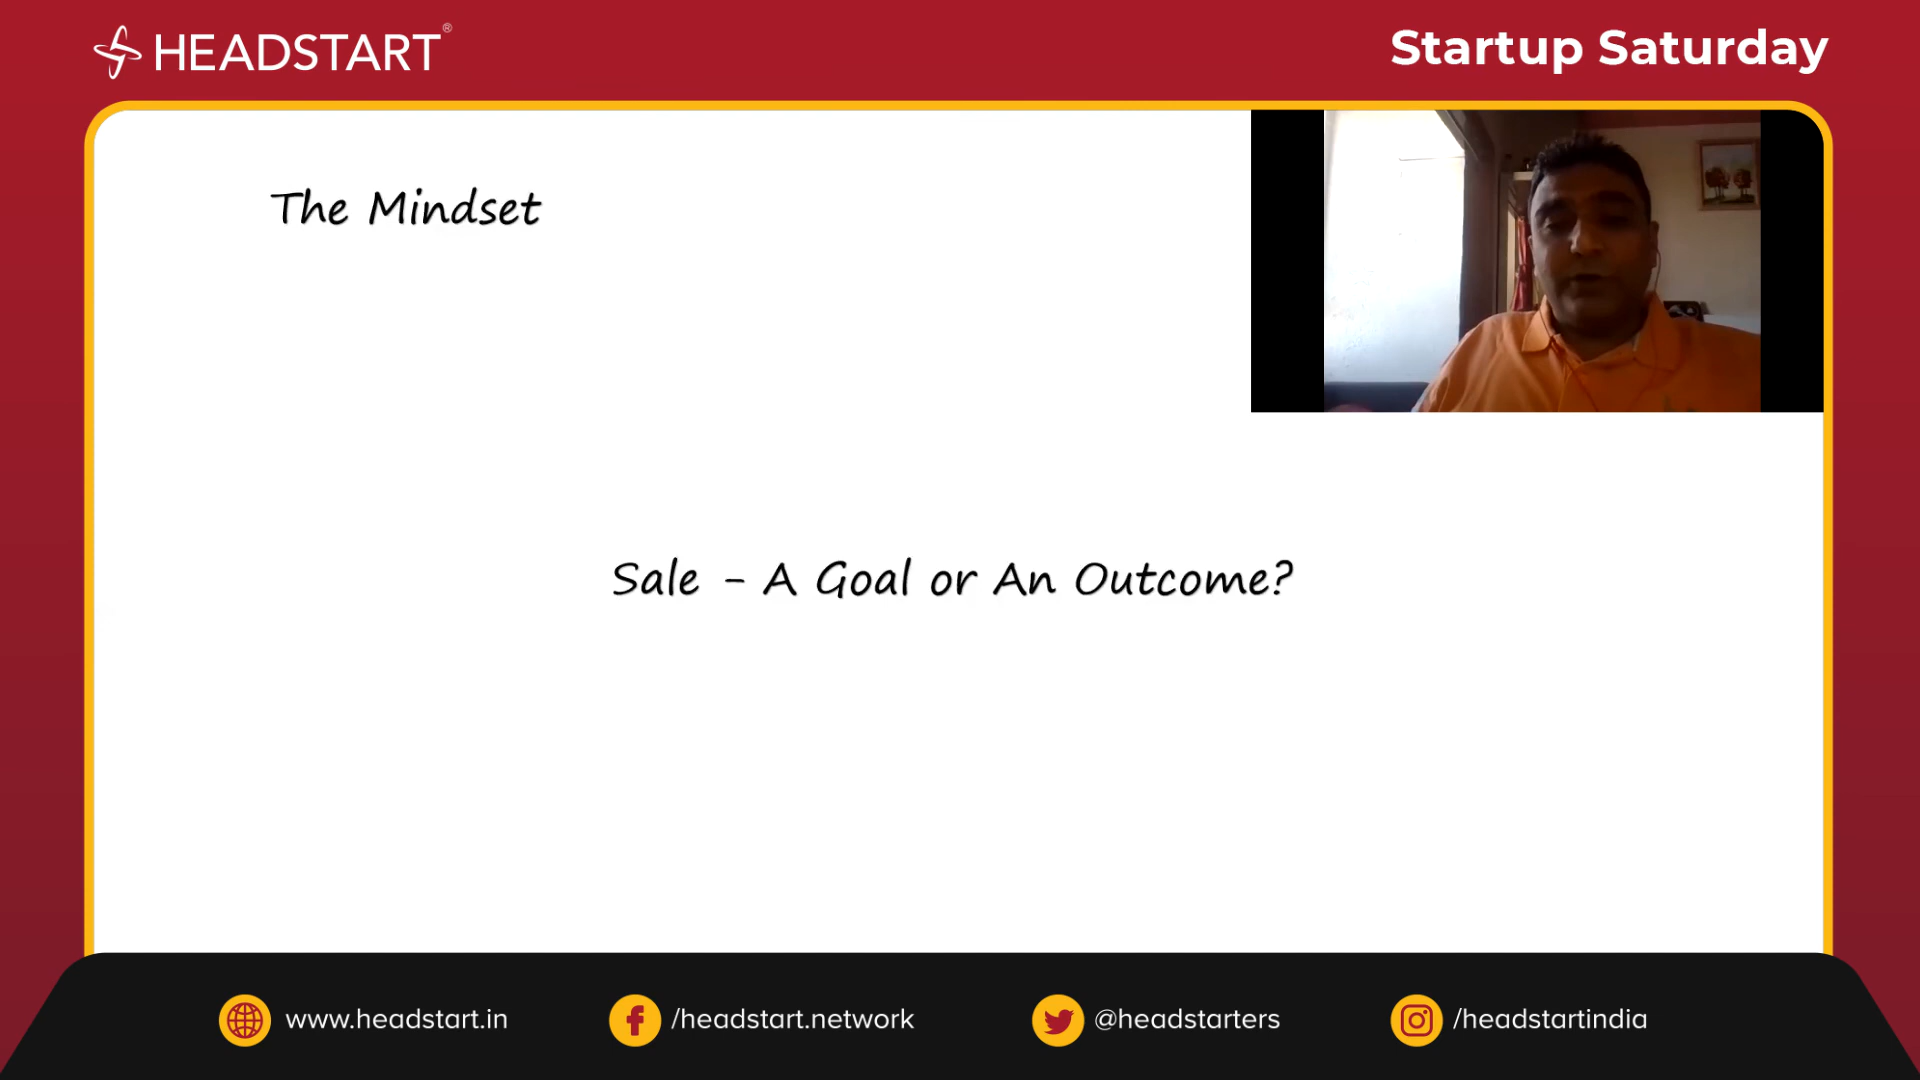 HEADSTART®
Startup Saturday
The Mindset
Sale - A Goal or An Outcome?
www.headstart.in
/headstart.network
@headstarters
/headstartindia